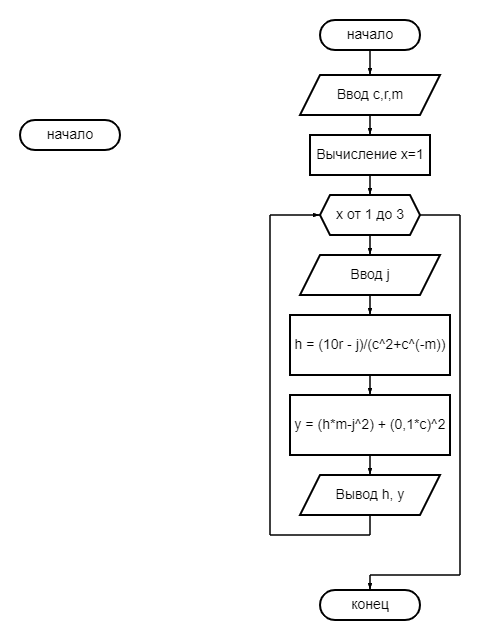 начало
Ввод c,r,m
начало
Вычисление x=1
x от 1 до 3
Ввод j
h = (10r - j)/(c^2+c^(-m))
y = (h*m-j^2) + (0,1*c)^2
Вывод h, y
конец